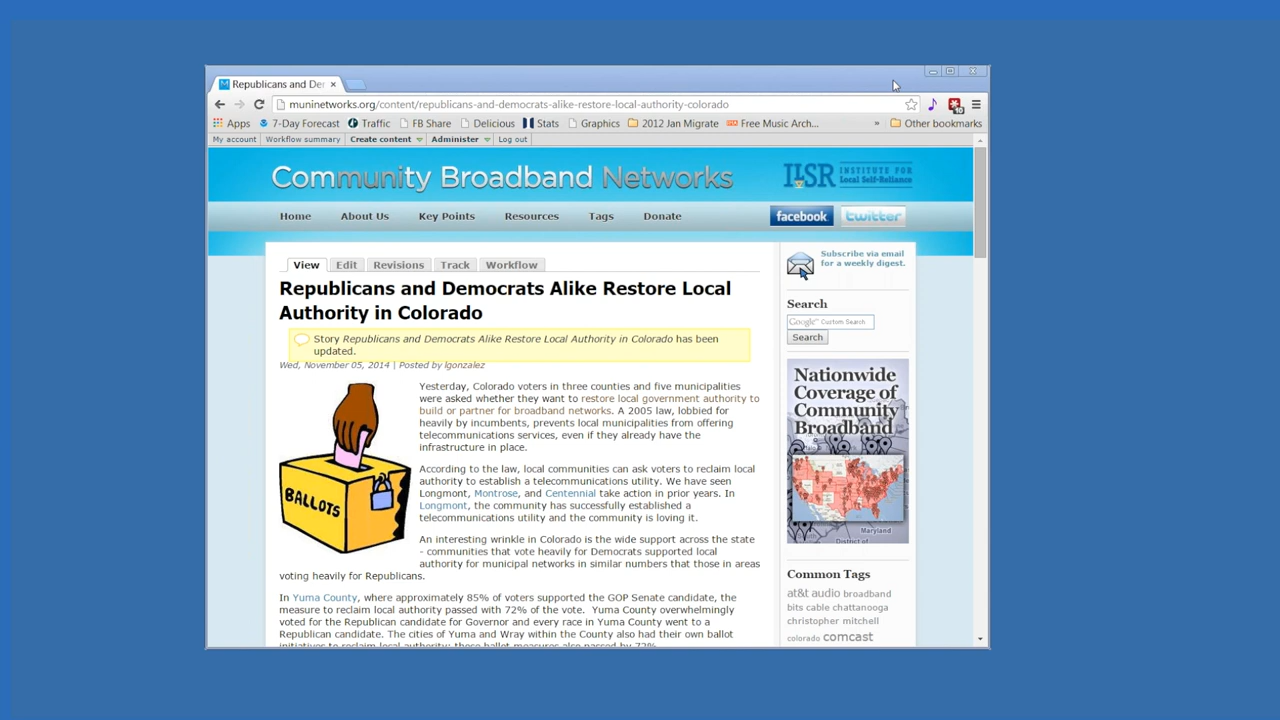 Republicans and Der
muninetworks.org/content/republicans-and-democrats-alike-restore-local-authority-colorado
10
Apps 7-Day Forecast Traffic FB Share Delicious Stats Graphics 2012 Jan Migrate Free Music Arch... » Other bookmarks
My account Workflow summary Create content Administer Log out
Community Broadband Networks
ILSR INSTITUTE FOR
Local Self-Reliance
Home About Us Key Points Resources Tags Donate facebook twitter
View Edit Revisions Track Workflow
Republicans and Democrats Alike Restore Local
Authority in Colorado
Story Republicans and Democrats Alike Restore Local Authority in Colorado has been
updated.
Wed, November 05, 2014 | Posted by lgonzalez
BALLOTS
Yesterday, Colorado voters in three counties and five municipalities
were asked whether they want to restore local government authority to
build or partner for broadband networks. A 2005 law, lobbied for
heavily by incumbents, prevents local municipalities from offering
telecommunications services, even if they already have the
infrastructure in place.
According to the law, local communities can ask voters to reclaim local
authority to establish a telecommunications utility. We have seen
Longmont, Montrose, and Centennial take action in prior years. In
Longmont, the community has successfully established a
telecommunications utility and the community is loving it.
An interesting wrinkle in Colorado is the wide support across the state
- communities that vote heavily for Democrats supported local
authority for municipal networks in similar numbers that those in areas
voting heavily for Republicans.
In Yuma County, where approximately 85% of voters supported the GOP Senate candidate, the
measure to reclaim local authority passed with 72% of the vote. Yuma County overwhelmingly
voted for the Republican candidate for Governor and every race in Yuma County went to a
Republican candidate. The cities of Yuma and Wray within the County also had their own ballot
initiatives to reclaim local authority; those ballot measures also passed by 72%.
Subscribe via email
for a weekly digest.
Search
Google™ Custom Search
Search
Nationwide
Coverage of
Community
Broadband
Maryland
District of
Common Tags
at&t audio broadband
bits cable chattanooga
christopher mitchell
colorado comcast